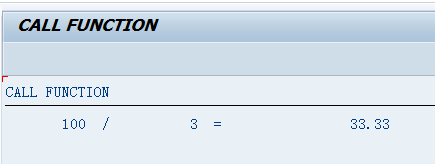 CALL FUNCTION
CALL FUNCTION
100 / 3 = 33.33